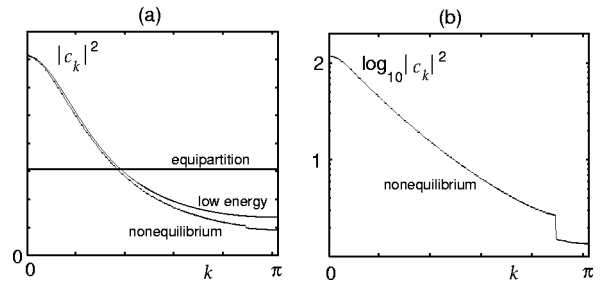 (a)
|c_k|^2
equipartition
low energy
nonequilibrium
0
0
k
π
(b)
2
log_10|c_k|^2
1
nonequilibrium
0
k
π